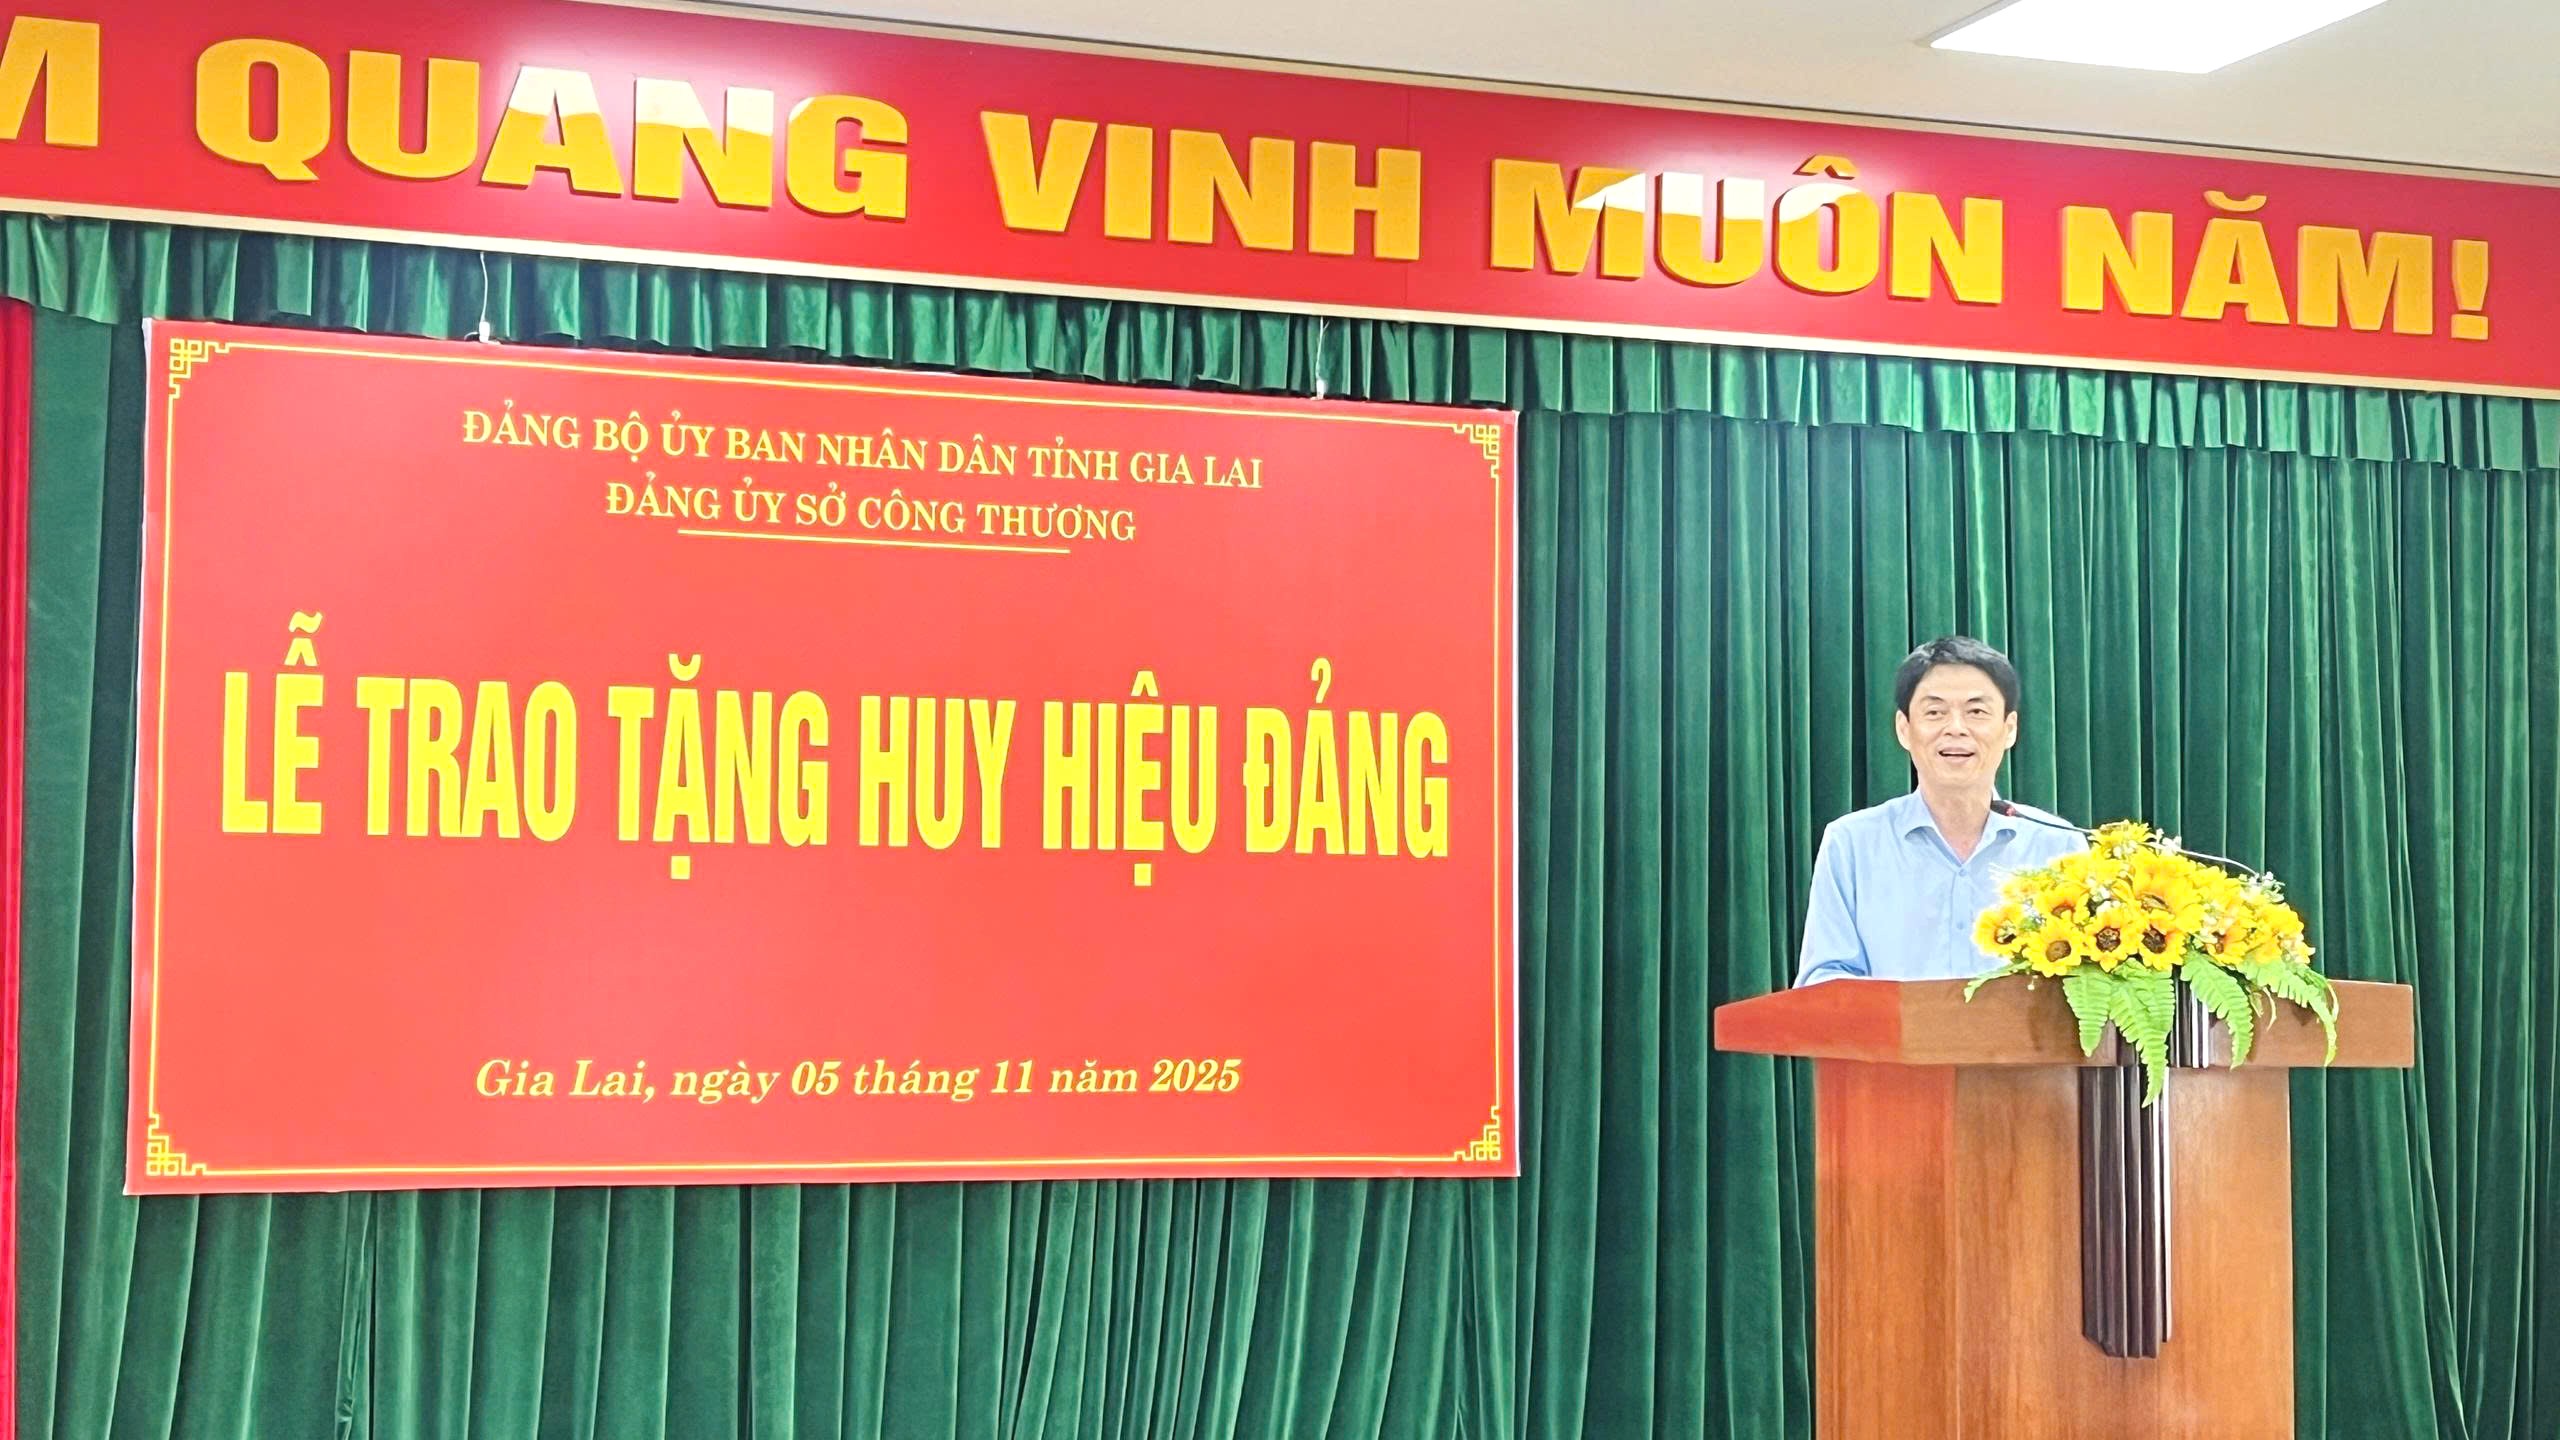 M QUANG VINH MUÔN NĂM!
ĐẢNG BỘ ỦY BAN NHÂN DÂN TỈNH GIA LAI
ĐẢNG ỦY SỞ CÔNG THƯƠNG
LỄ TRAO TẶNG HUY HIỆU ĐẢNG
Gia Lai, ngày 05 tháng 11 năm 2025